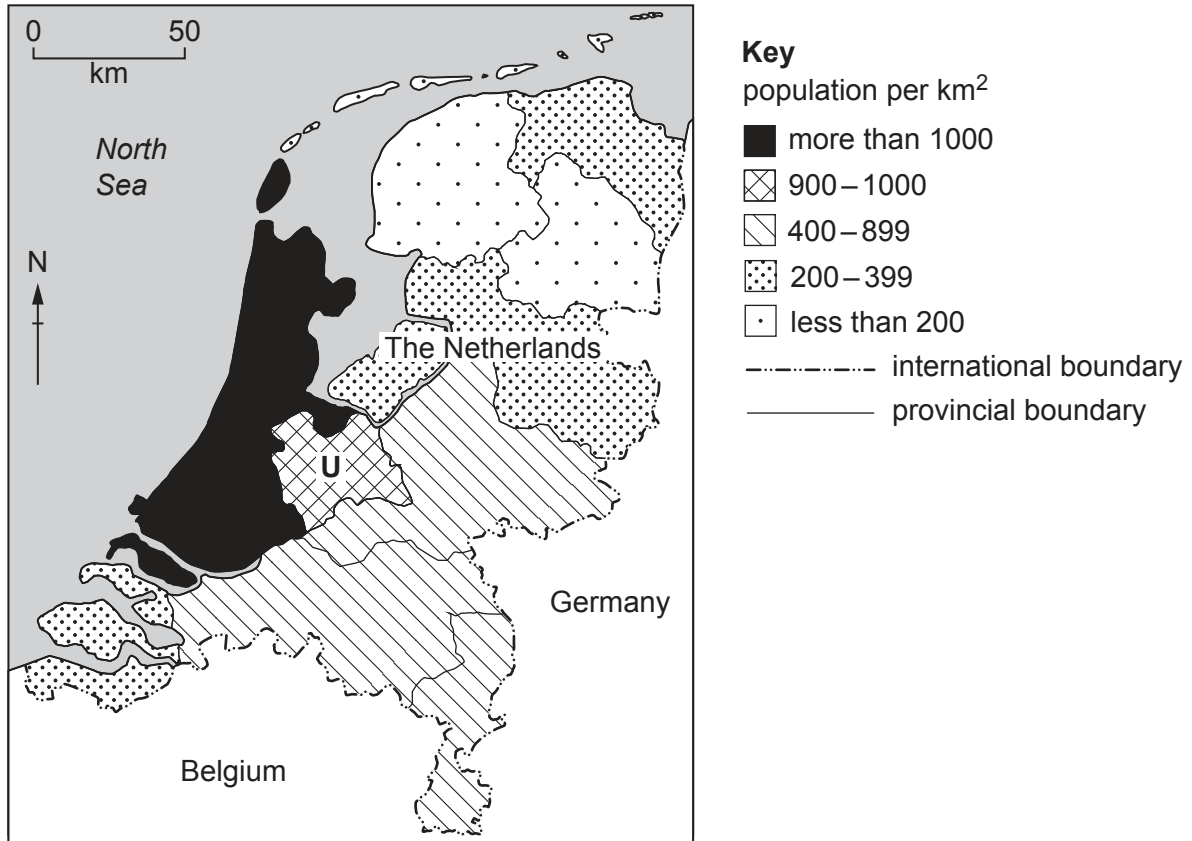 0 50
km
North
Sea
N
The Netherlands
U
Germany
Belgium
Key
population per km²
more than 1000
900–1000
400–899
200–399
less than 200
international boundary
provincial boundary